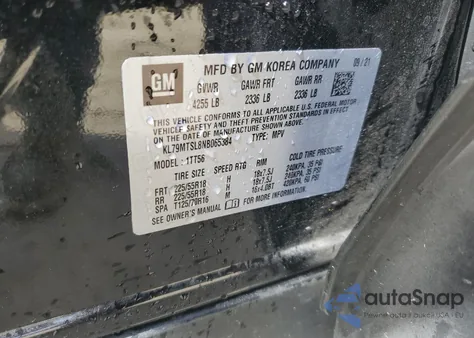 GM
MFD BY GM KOREA COMPANY 09/21
GVWR GAWR FRT GAWR RR
4255 LB 2336 LB 2336 LB
THIS VEHICLE CONFORMS TO ALL APPLICABLE U.S. FEDERAL MOTOR
VEHICLE SAFETY, BUMPER, AND THEFT PREVENTION STANDARDS IN EFFECT
ON THE DATE OF MANUFACTURE SHOWN ABOVE.
KL79MTSL8NB065384 TYPE: MPV
MODEL: 1TT56
TIRE SIZE SPEED RTG RIM COLD TIRE PRESSURE
FRT 225/55R18 H 18x7.5J 240KPA, 35 PSI
RR 225/55R18 H 18x7.5J 240KPA, 35 PSI
SPA T125/70R16 M 16x4.0BT 420KPA, 60 PSI
SEE OWNER'S MANUAL
autoSnap